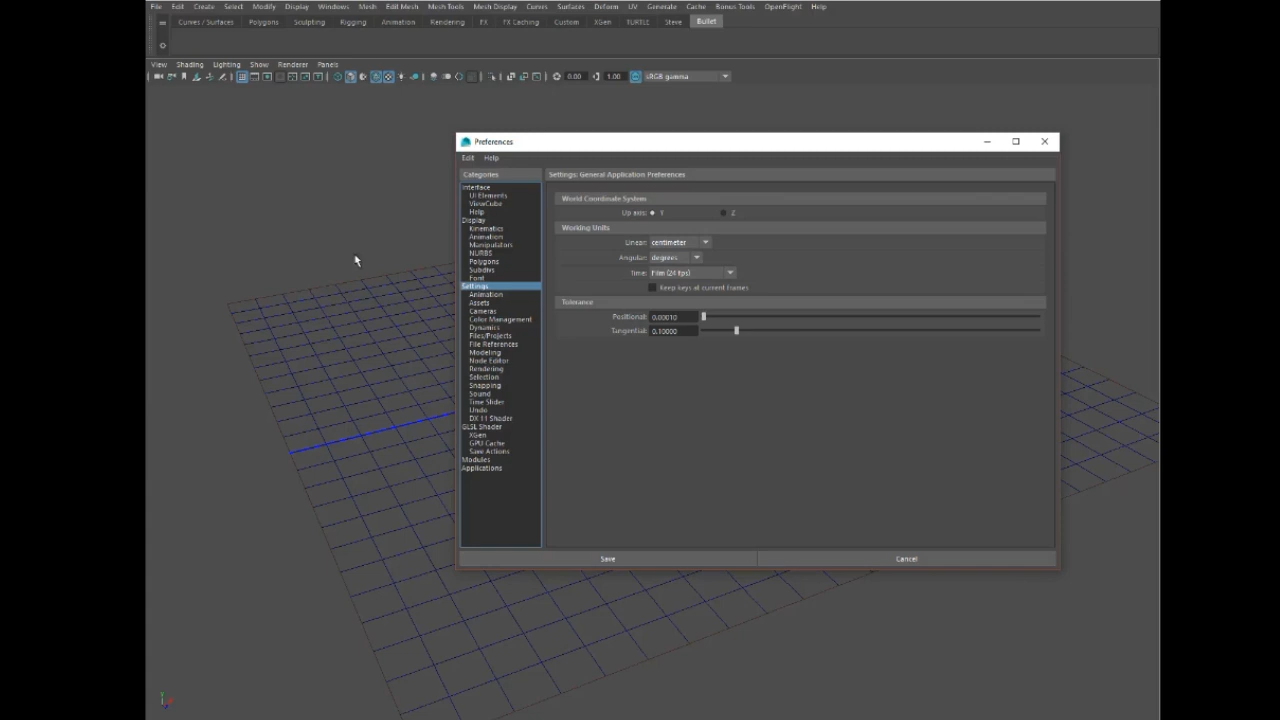 File Edit Create Select Modify Display Windows Mesh Edit Mesh Mesh Tools Mesh Display Curves Surfaces Deform UV Generate Cache Bonus Tools OpenFlight Help
Curves / Surfaces Polygons Sculpting Rigging Animation Rendering FX FX Caching Custom XGen TURTLE Steve Bullet
View Shading Lighting Show Renderer Panels
0.00 1.00 sRGB gamma
Preferences
Edit Help
Categories
Interface
UI Elements
ViewCube
Help
Display
Kinematics
Animation
Manipulators
NURBS
Polygons
Subdivs
Font
Settings
Animation
Assets
Cameras
Color Management
Dynamics
Files/Projects
File References
Modeling
Node Editor
Rendering
Selection
Snapping
Sound
Time Slider
Undo
DX 11 Shader
GLSL Shader
XGen
GPU Cache
Save Actions
Modules
Applications
Settings: General Application Preferences
World Coordinate System
Up axis: Y Z
Working Units
Linear: centimeter
Angular: degrees
Time: Film (24 fps)
Keep keys at current frames
Tolerance
Positional: 0.00010
Tangential: 0.10000
Save Cancel